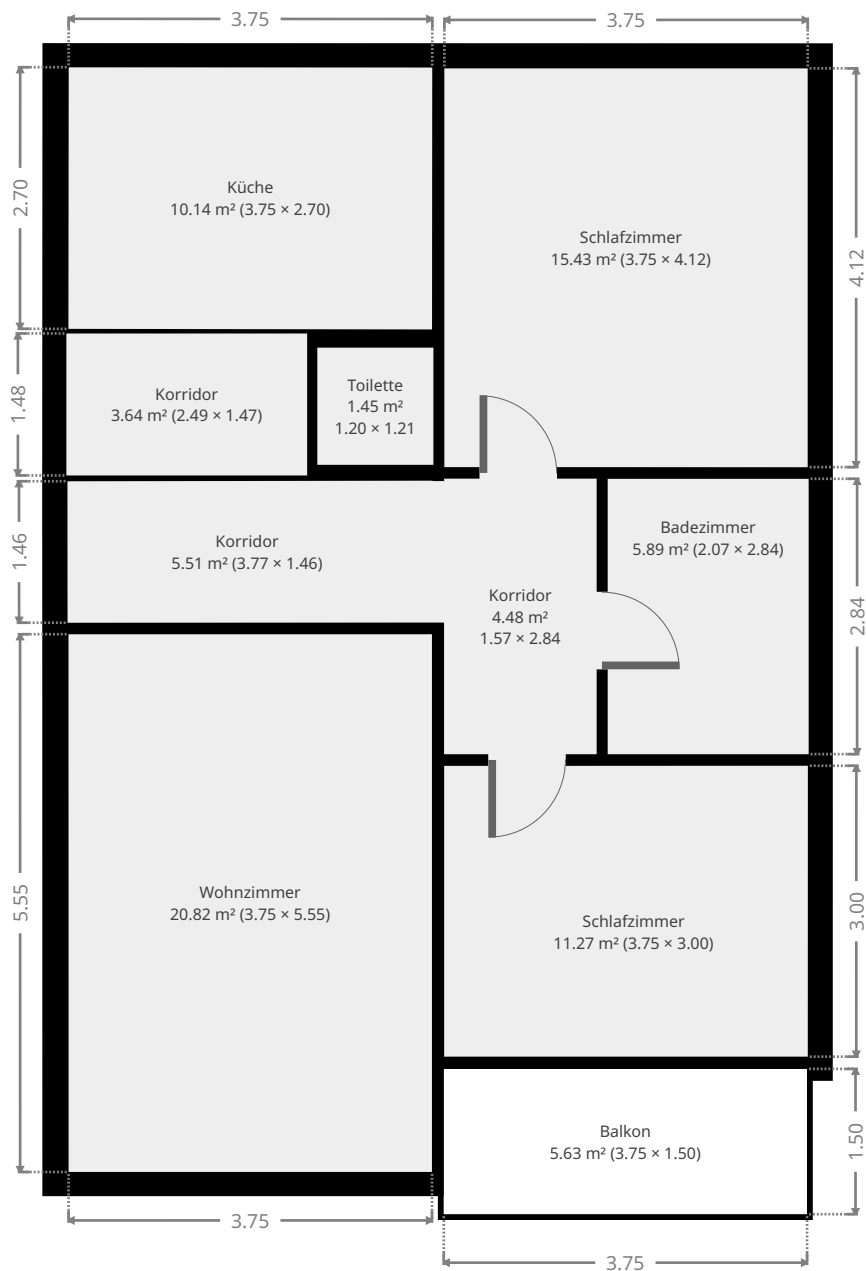 3.75
3.75
2.70
Küche
10.14 m² (3.75 × 2.70)
Schlafzimmer
15.43 m² (3.75 × 4.12)
4.12
1.48
Korridor
3.64 m² (2.49 × 1.47)
Toilette
1.45 m²
1.20 × 1.21
1.46
Korridor
5.51 m² (3.77 × 1.46)
Badezimmer
5.89 m² (2.07 × 2.84)
Korridor
4.48 m²
1.57 × 2.84
2.84
5.55
Wohnzimmer
20.82 m² (3.75 × 5.55)
Schlafzimmer
11.27 m² (3.75 × 3.00)
3.00
Balkon
5.63 m² (3.75 × 1.50)
1.50
3.75
3.75